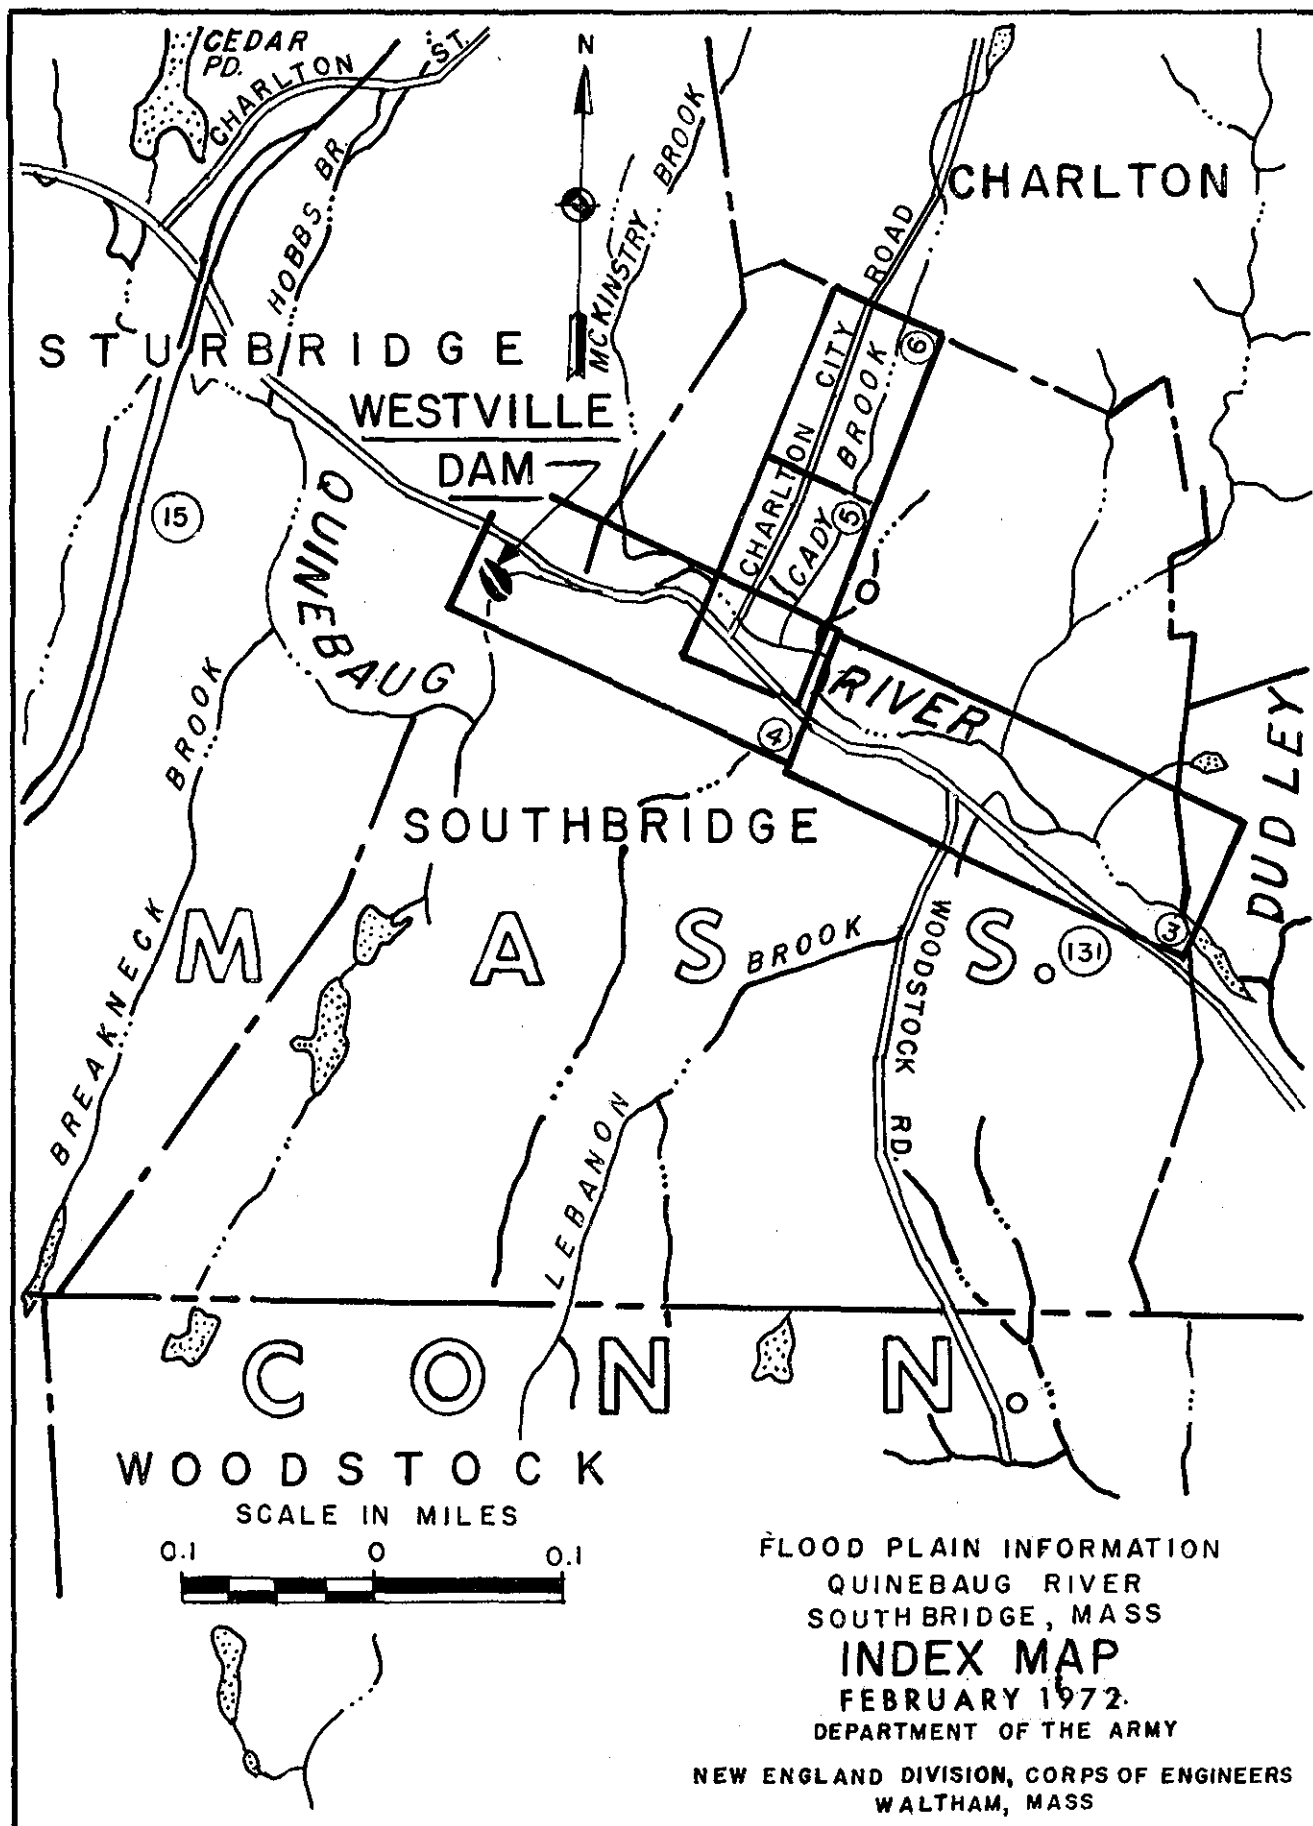 CEDAR
PD.
CHARLTON ST.
N
HOBBS BR.
MCKINSTRY BROOK
CHARLTON
STURBRIDGE
CHARLTON CITY ROAD
CADY BROOK
6
5
WESTVILLE
DAM
15
QUINEBAUG RIVER
4
BREAKNECK BROOK
SOUTHBRIDGE
DUDLEY
3
131
MASS.
LEBANON BROOK
WOODSTOCK RD.
CONN.
WOODSTOCK
SCALE IN MILES
0.1 0 0.1
FLOOD PLAIN INFORMATION
QUINEBAUG RIVER
SOUTHBRIDGE, MASS
INDEX MAP
FEBRUARY 1972
DEPARTMENT OF THE ARMY
NEW ENGLAND DIVISION, CORPS OF ENGINEERS
WALTHAM, MASS